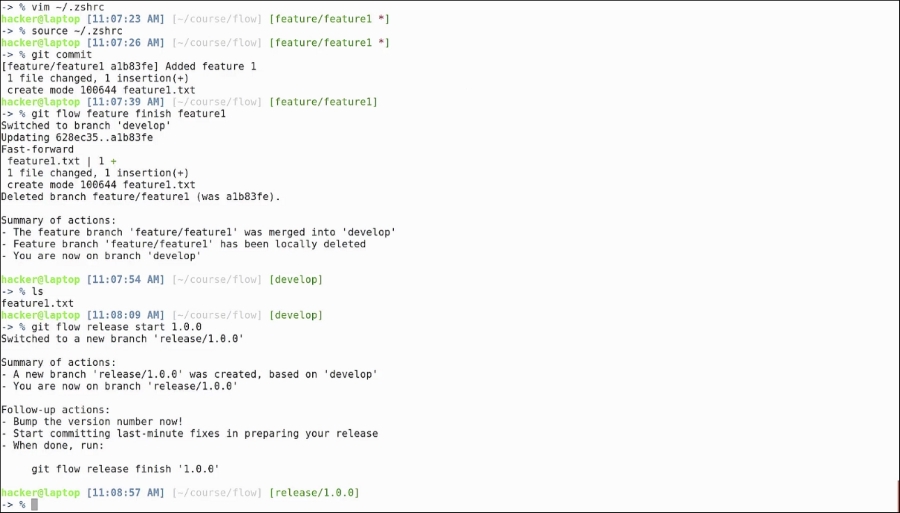 -> % vim ~/.zshrc
hacker@laptop [11:07:23 AM] [~/course/flow] [feature/feature1 *]
-> % source ~/.zshrc
hacker@laptop [11:07:26 AM] [~/course/flow] [feature/feature1 *]
-> % git commit
[feature/feature1 a1b83fe] Added feature 1
 1 file changed, 1 insertion(+)
 create mode 100644 feature1.txt
hacker@laptop [11:07:39 AM] [~/course/flow] [feature/feature1]
-> % git flow feature finish feature1
Switched to branch 'develop'
Updating 628ec35..a1b83fe
Fast-forward
 feature1.txt | 1 +
 1 file changed, 1 insertion(+)
 create mode 100644 feature1.txt
Deleted branch feature/feature1 (was a1b83fe).
Summary of actions:
- The feature branch 'feature/feature1' was merged into 'develop'
- Feature branch 'feature/feature1' has been locally deleted
- You are now on branch 'develop'
hacker@laptop [11:07:54 AM] [~/course/flow] [develop]
-> % ls
feature1.txt
hacker@laptop [11:08:09 AM] [~/course/flow] [develop]
-> % git flow release start 1.0.0
Switched to a new branch 'release/1.0.0'
Summary of actions:
- A new branch 'release/1.0.0' was created, based on 'develop'
- You are now on branch 'release/1.0.0'
Follow-up actions:
- Bump the version number now!
- Start committing last-minute fixes in preparing your release
- When done, run:
     git flow release finish '1.0.0'
hacker@laptop [11:08:57 AM] [~/course/flow] [release/1.0.0]
-> %